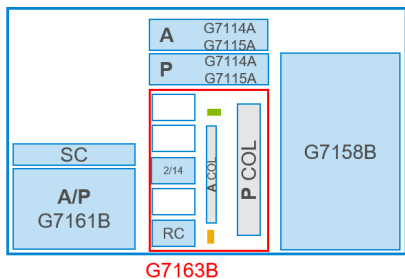 A G7114A
G7115A
P G7114A
G7115A
SC
A/P
G7161B
2/14
RC
A COL
P COL
G7158B
G7163B